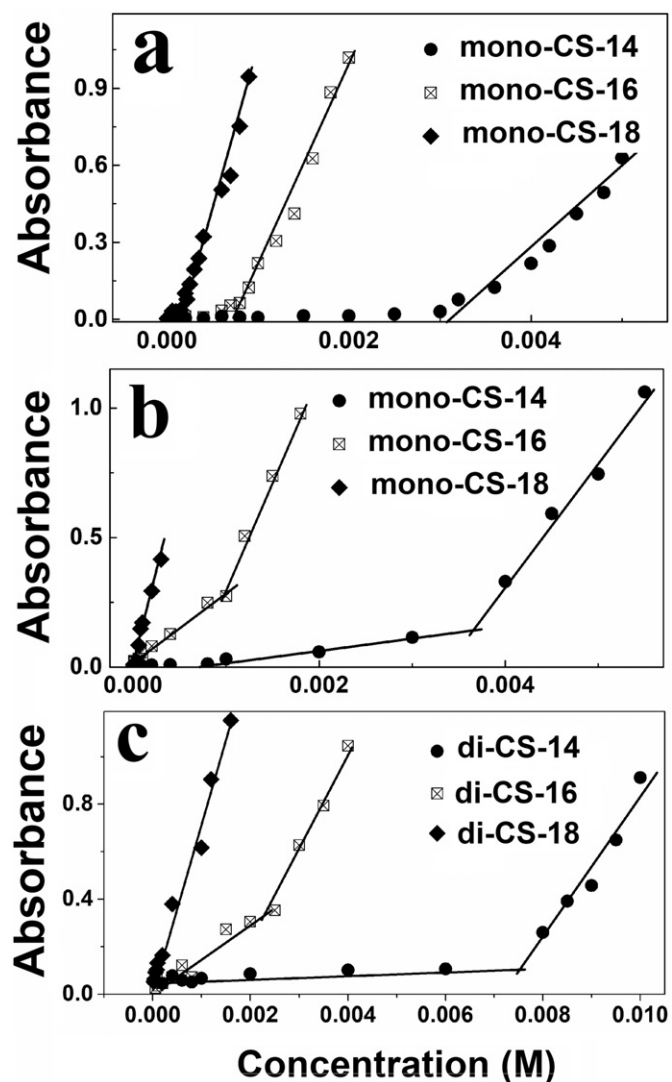 a
mono-CS-14
mono-CS-16
mono-CS-18
Absorbance
0.9
0.6
0.3
0.0
0.000 0.002 0.004
b
mono-CS-14
mono-CS-16
mono-CS-18
Absorbance
1.0
0.5
0.0
0.000 0.002 0.004
c
di-CS-14
di-CS-16
di-CS-18
Absorbance
0.8
0.4
0.0
0.000 0.002 0.004 0.006 0.008 0.010
Concentration (M)